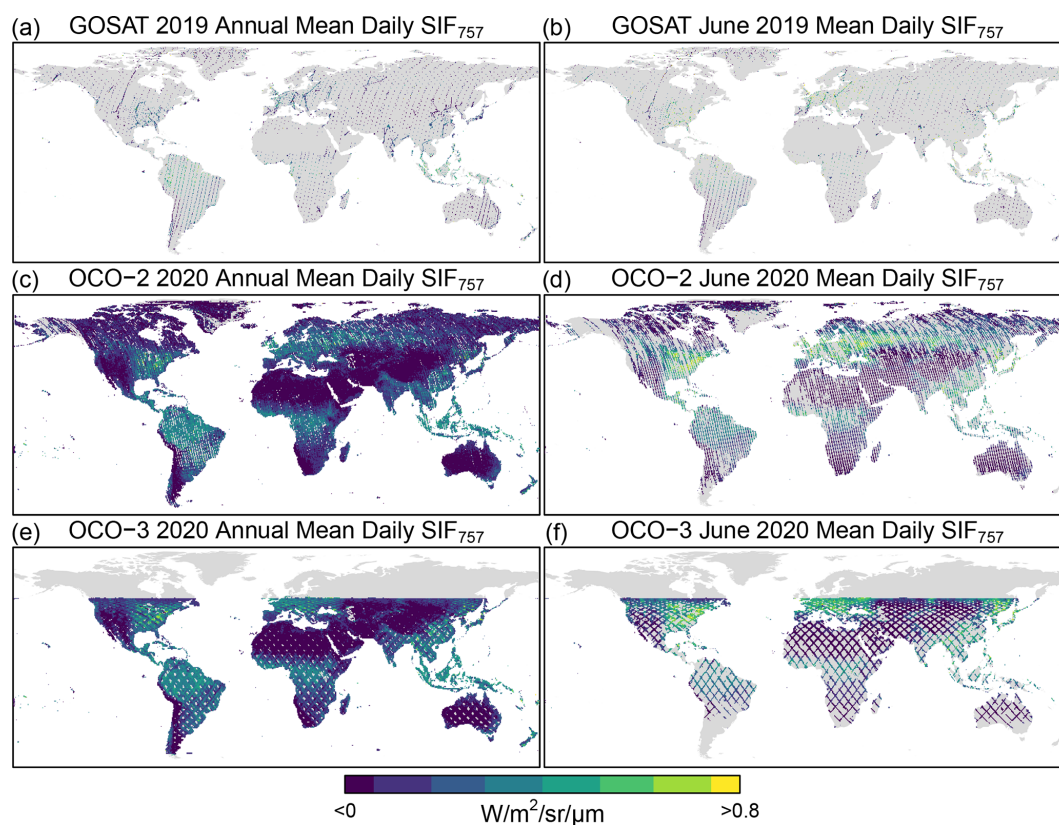 (a) GOSAT 2019 Annual Mean Daily SIF₇₅₇
(b) GOSAT June 2019 Mean Daily SIF₇₅₇
(c) OCO−2 2020 Annual Mean Daily SIF₇₅₇
(d) OCO−2 June 2020 Mean Daily SIF₇₅₇
(e) OCO−3 2020 Annual Mean Daily SIF₇₅₇
(f) OCO−3 June 2020 Mean Daily SIF₇₅₇
<0 W/m²/sr/μm >0.8